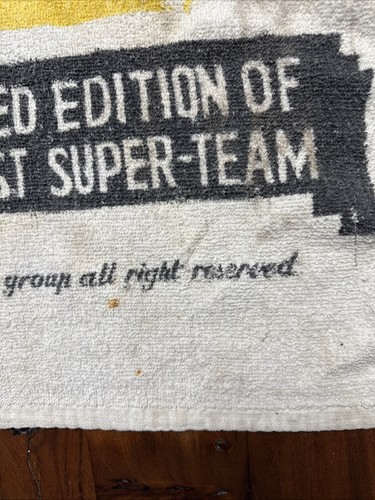 ED EDITION OF
ST SUPER-TEAM
group all right reserved